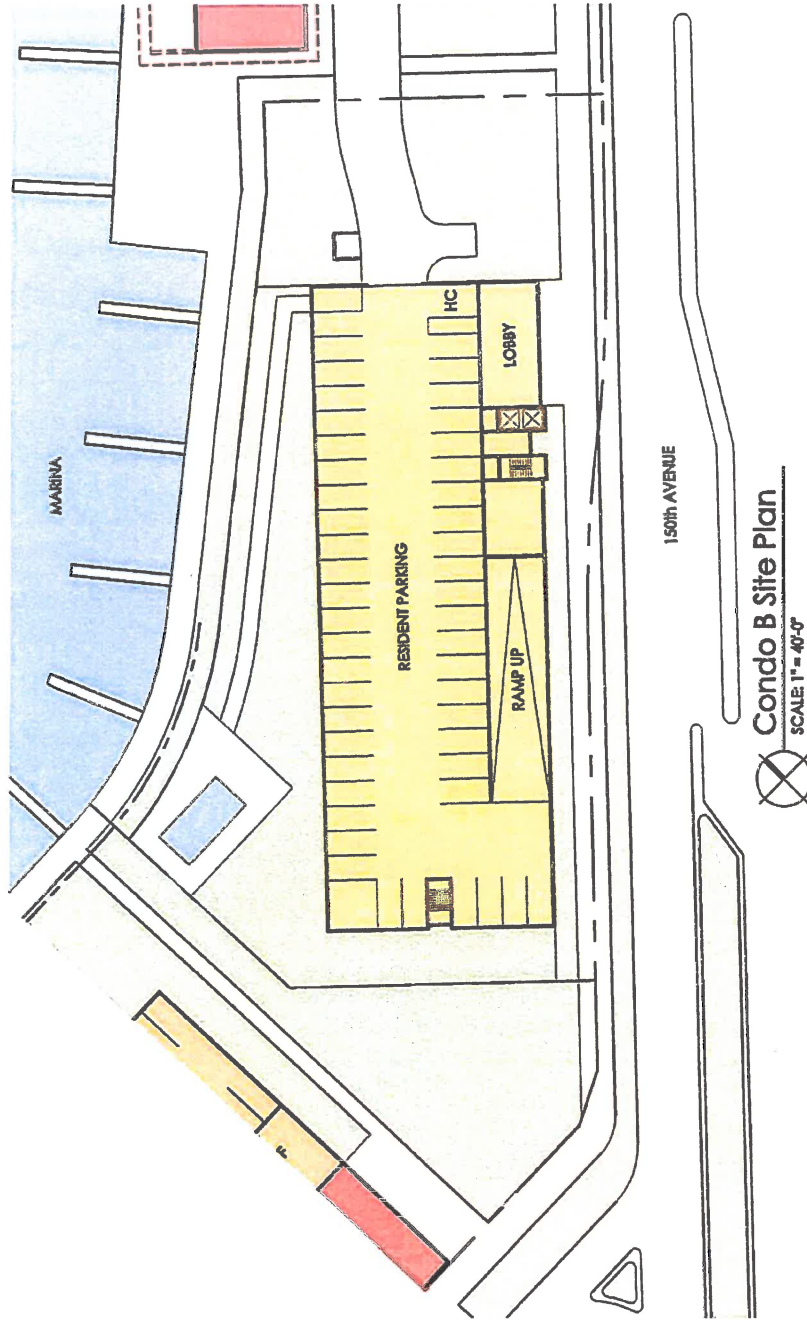 MARINA
HC
LOBBY
RESIDENT PARKING
RAMP UP
F
150th AVENUE
Condo B Site Plan
SCALE: 1" = 40'-0"